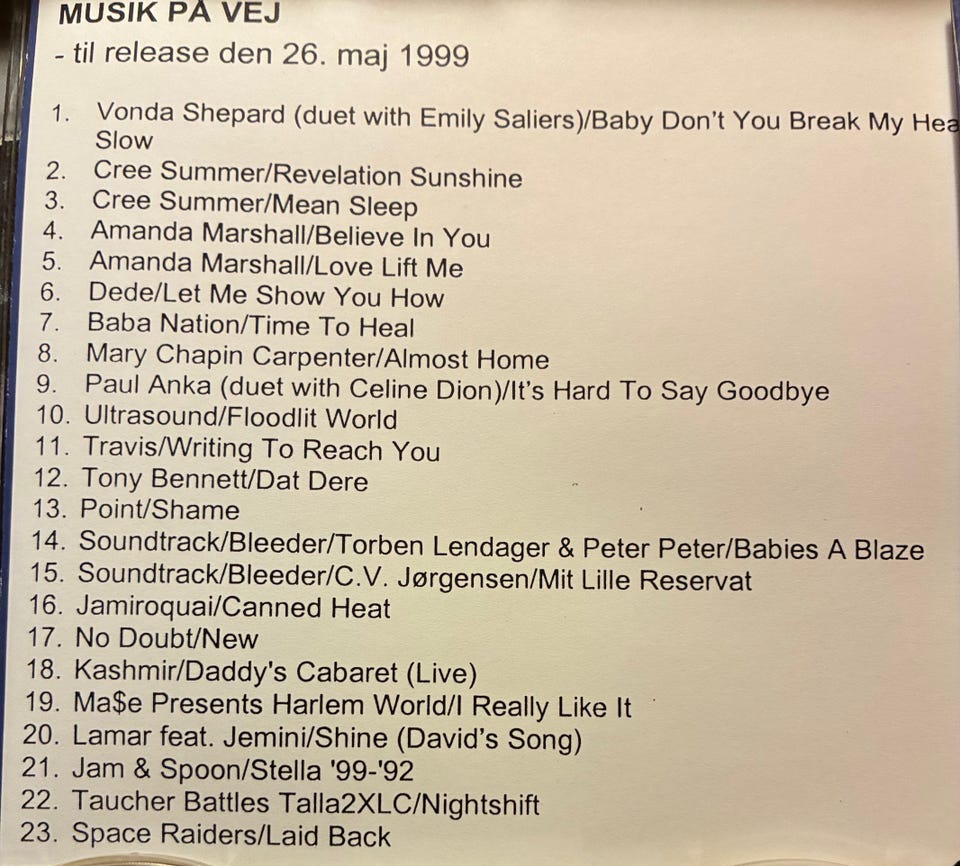 MUSIK PÅ VEJ
- til release den 26. maj 1999
1. Vonda Shepard (duet with Emily Saliers)/Baby Don't You Break My Hea
Slow
2. Cree Summer/Revelation Sunshine
3. Cree Summer/Mean Sleep
4. Amanda Marshall/Believe In You
5. Amanda Marshall/Love Lift Me
6. Dede/Let Me Show You How
7. Baba Nation/Time To Heal
8. Mary Chapin Carpenter/Almost Home
9. Paul Anka (duet with Celine Dion)/It's Hard To Say Goodbye
10. Ultrasound/Floodlit World
11. Travis/Writing To Reach You
12. Tony Bennett/Dat Dere
13. Point/Shame
14. Soundtrack/Bleeder/Torben Lendager & Peter Peter/Babies A Blaze
15. Soundtrack/Bleeder/C.V. Jørgensen/Mit Lille Reservat
16. Jamiroquai/Canned Heat
17. No Doubt/New
18. Kashmir/Daddy's Cabaret (Live)
19. Ma$e Presents Harlem World/I Really Like It
20. Lamar feat. Jemini/Shine (David's Song)
21. Jam & Spoon/Stella '99-'92
22. Taucher Battles Talla2XLC/Nightshift
23. Space Raiders/Laid Back